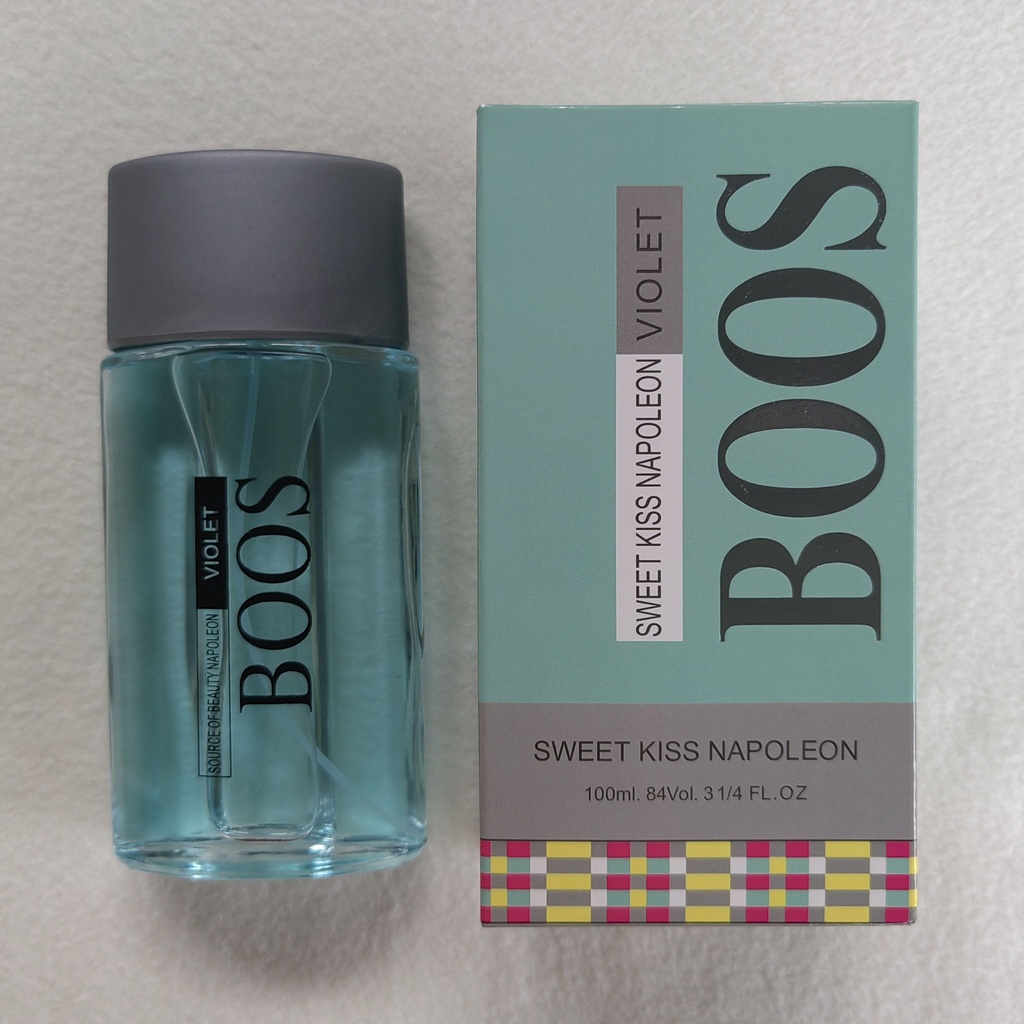 SOURCE OF BEAUTY NAPOLEON VIOLET
BOOS
SWEET KISS NAPOLEON VIOLET
BOOS
SWEET KISS NAPOLEON
100ml. 84Vol. 3 1/4 FL.OZ